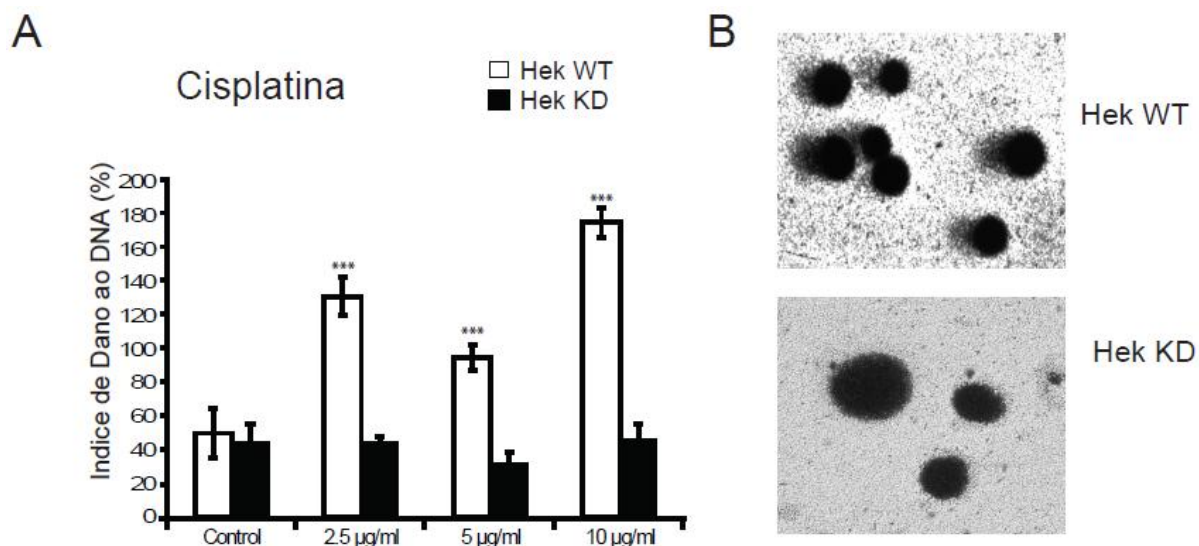 A
Cisplatina
Hek WT
Hek KD
Indice de Dano ao DNA (%)
200
180
160
140
120
100
80
60
40
20
0
***
***
***
Control
2.5 µg/ml
5 µg/ml
10 µg/ml
B
Hek WT
Hek KD